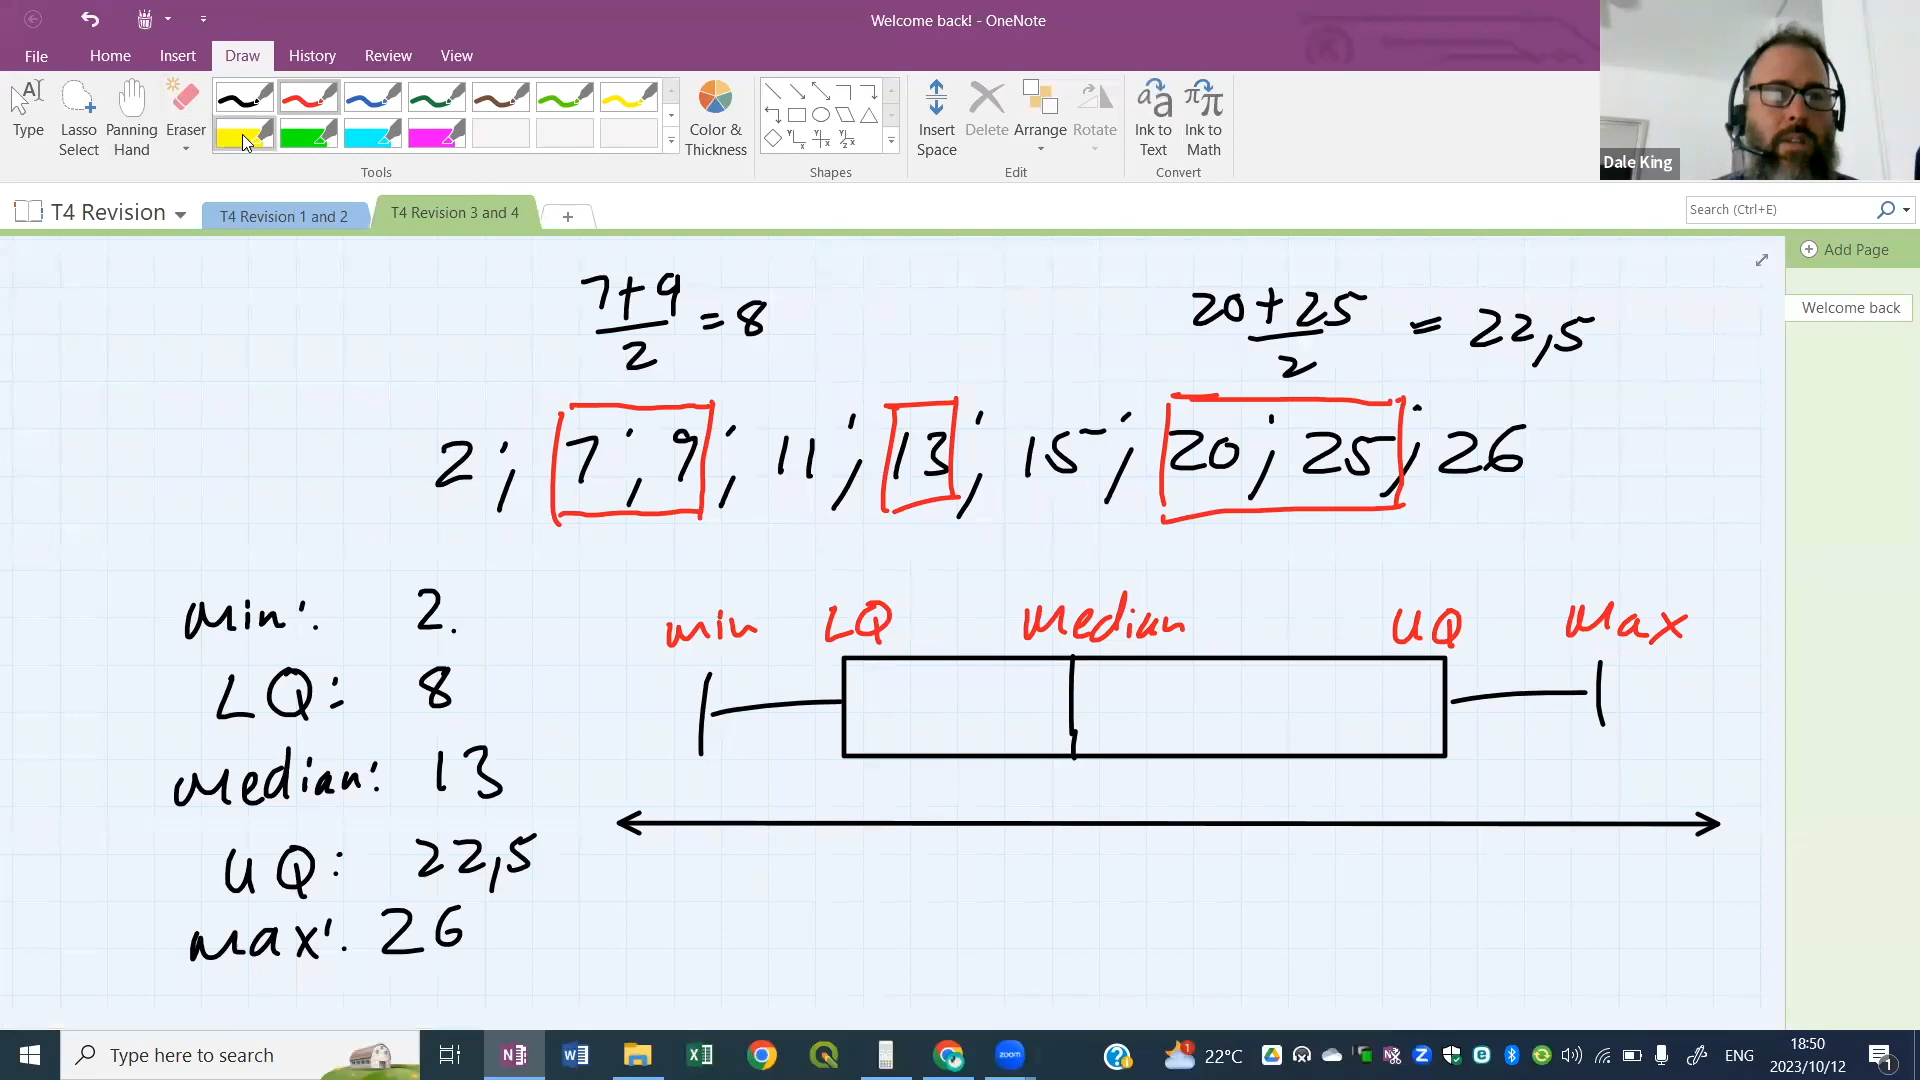 Welcome back! - OneNote
File Home Insert Draw History Review View
Type Lasso Select Panning Hand Eraser Color & Thickness Insert Space Delete Arrange Rotate Ink to Text Ink to Math
Tools Shapes Edit Convert
Dale King
T4 Revision T4 Revision 1 and 2 T4 Revision 3 and 4 Search (Ctrl+E)
Add Page
Welcome back
7+9/2 = 8 20+25/2 = 22,5
2; 7; 9; 11; 13; 15; 20; 25; 26
min: 2.
LQ: 8
Median: 13
UQ: 22,5
max: 26
min LQ Median UQ Max
Type here to search
zoom
22°C
ENG
18:50
2023/10/12
1